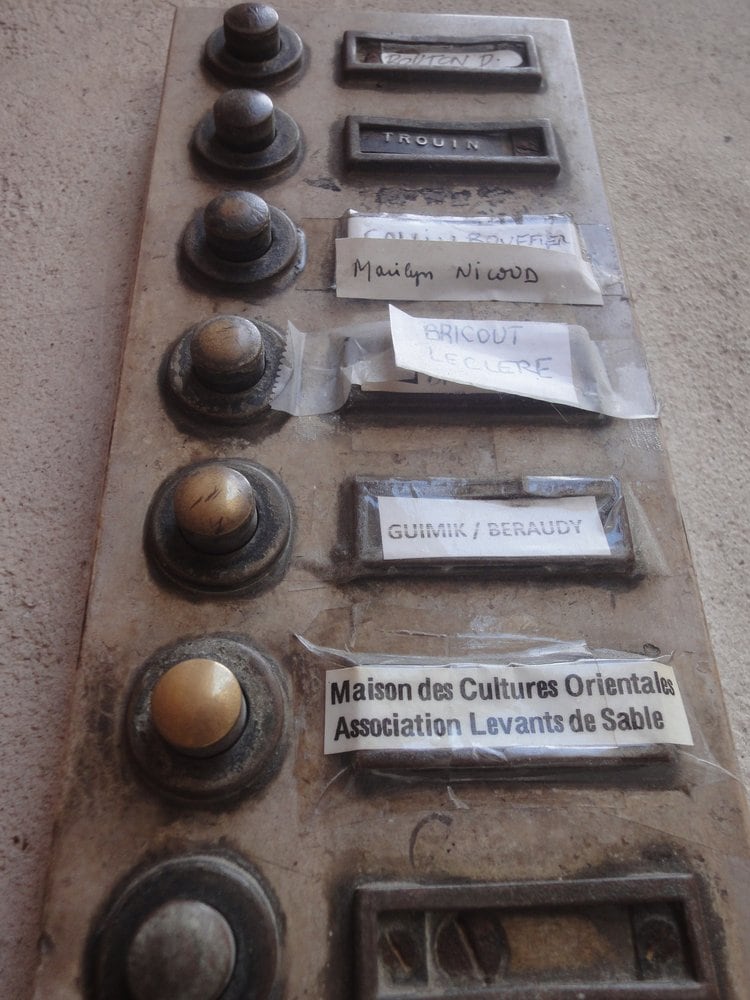 TROUIN
Marilyn NICOUD
BRICOUT
LECLERE
GUIMIK / BERAUDY
Maison des Cultures Orientales
Association Levants de Sable